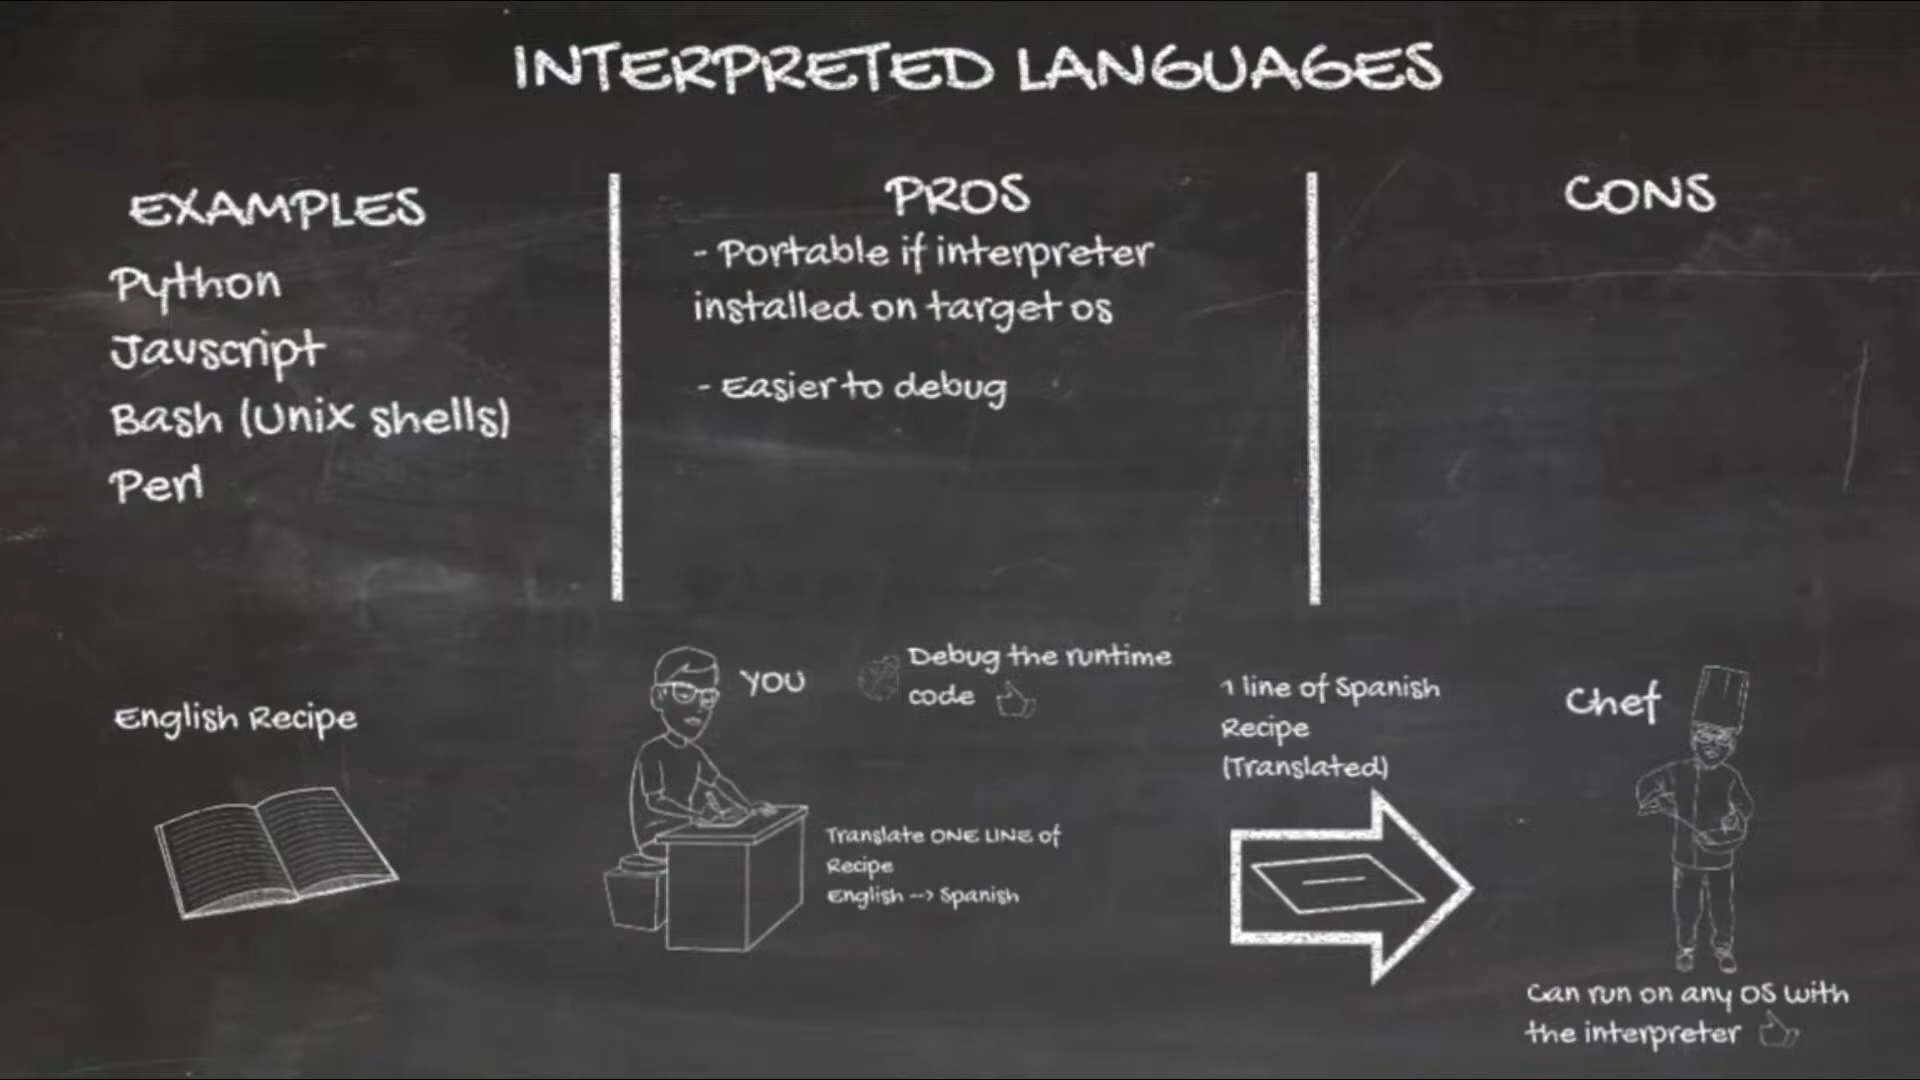 INTERPRETED LANGUAGES
EXAMPLES
Python
Javscript
Bash (Unix shells)
Perl
PROS
- Portable if interpreter
installed on target os
- Easier to debug
CONS
English Recipe
YOU
Debug the runtime
code
Translate ONE LINE of
Recipe
English --> Spanish
1 line of Spanish
Recipe
(Translated)
Chef
Can run on any OS with
the interpreter